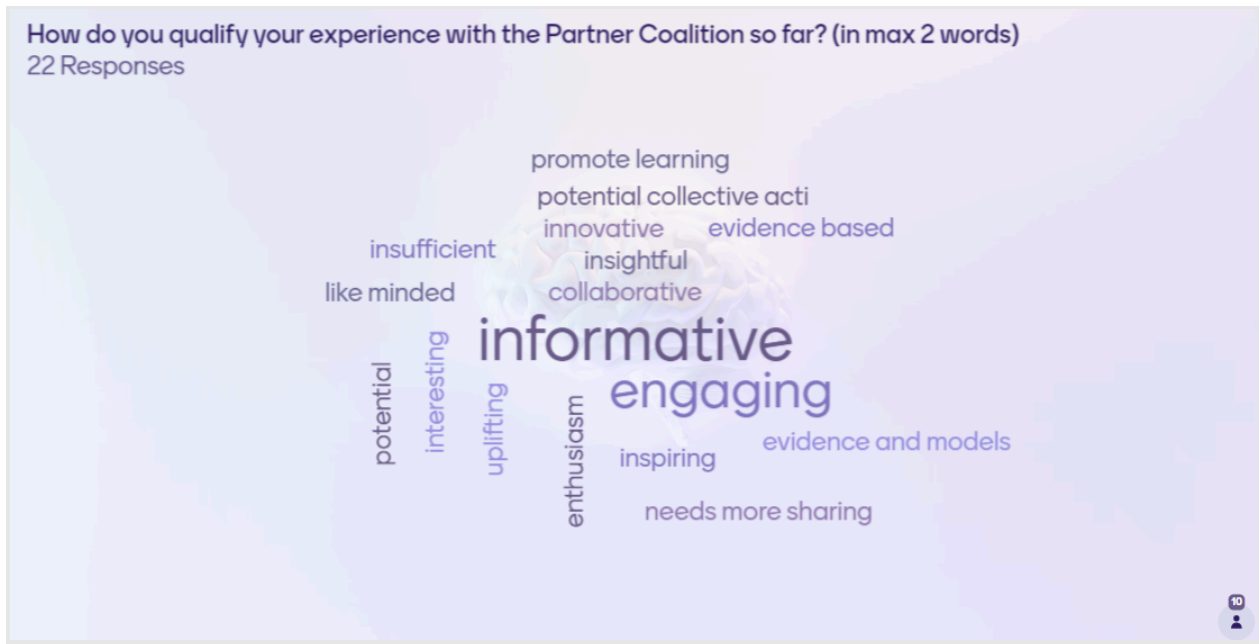 How do you qualify your experience with the Partner Coalition so far? (in max 2 words)
22 Responses
promote learning
potential collective acti
innovative
evidence based
insufficient
insightful
like minded
collaborative
informative
engaging
potential
interesting
uplifting
enthusiasm
inspiring
evidence and models
needs more sharing
10